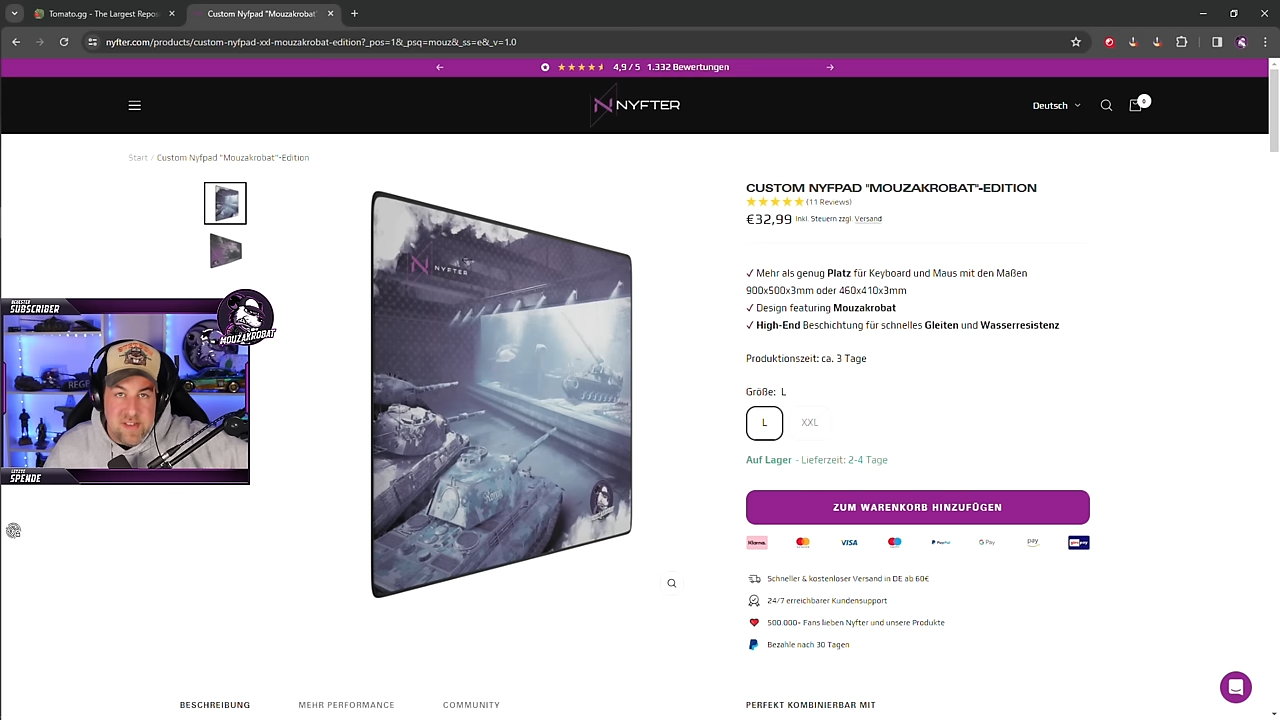 Tomato.gg - The Largest Repos
Custom Nyfpad "Mouzakrobat"
nyfter.com/products/custom-nyfpad-xxl-mouzakrobat-edition?_pos=1&_psq=mouz&_ss=e&_v=1.0
4,9 / 5 1.332 Bewertungen
NYFTER
Deutsch
0
Start / Custom Nyfpad "Mouzakrobat"-Edition
CUSTOM NYFPAD "MOUZAKROBAT"-EDITION
(11 Reviews)
€32,99 Inkl. Steuern zzgl. Versand
✓ Mehr als genug Platz für Keyboard und Maus mit den Maßen
900x500x3mm oder 460x410x3mm
✓ Design featuring Mouzakrobat
✓ High-End Beschichtung für schnelles Gleiten und Wasserresistenz
Produktionszeit: ca. 3 Tage
Größe: L
L
XXL
Auf Lager - Lieferzeit: 2-4 Tage
ZUM WARENKORB HINZUFÜGEN
Klarna.
VISA
PayPal
G Pay
pay
Schneller & kostenloser Versand in DE ab 60€
24/7 erreichbarer Kundensupport
500.000+ Fans lieben Nyfter und unsere Produkte
Bezahle nach 30 Tagen
NYFTER
SUBSCRIBER
MOUZAKROBAT
LETZTE
SPENDE
BESCHREIBUNG
MEHR PERFORMANCE
COMMUNITY
PERFEKT KOMBINIERBAR MIT